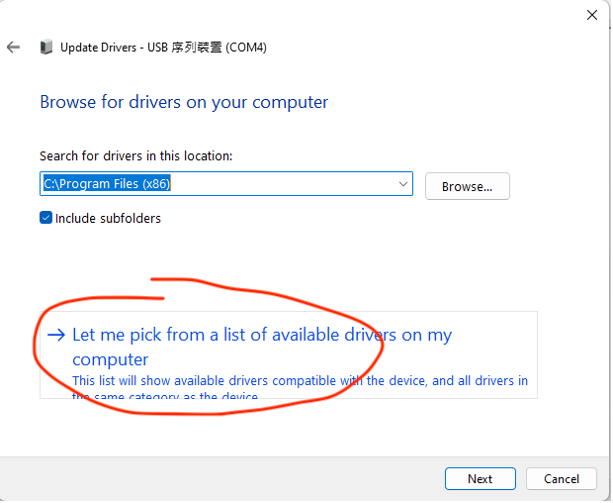 Update Drivers - USB 序列裝置 (COM4)
Browse for drivers on your computer
Search for drivers in this location:
C:\Program Files (x86)
Browse...
Include subfolders
Let me pick from a list of available drivers on my
computer
This list will show available drivers compatible with the device, and all drivers in
the same category as the device.
Next
Cancel